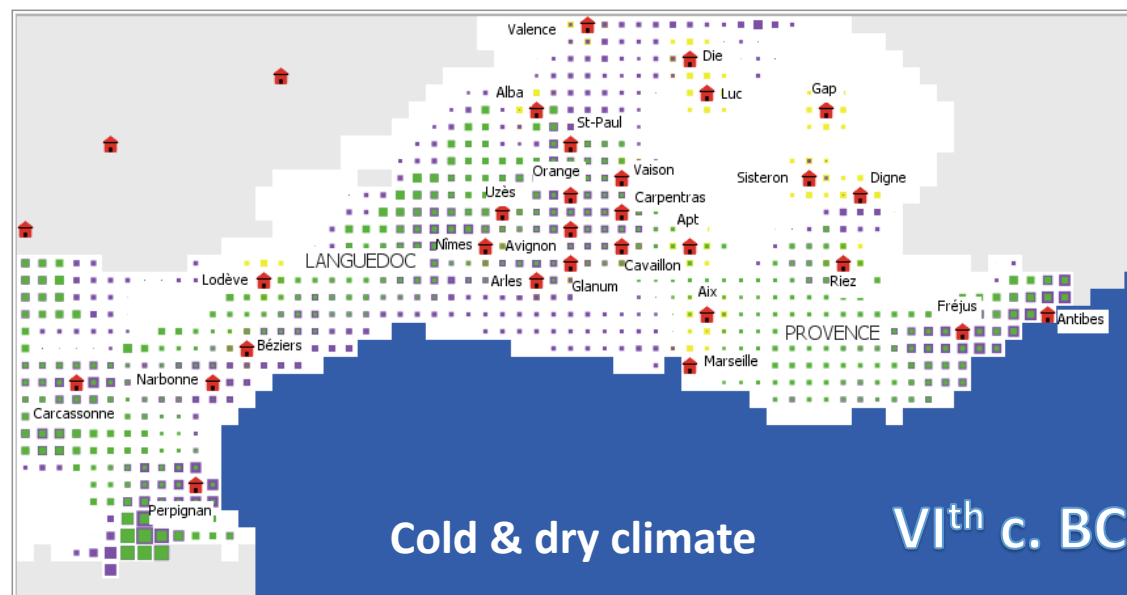 Valence
Die
Luc
Gap
Alba
St-Paul
Orange
Vaison
Sisteron
Digne
Uzès
Carpentras
Apt
Nîmes
Avignon
LANGUEDOC
Cavaillon
Lodève
Arles
Glanum
Riez
Aix
Fréjus
Antibes
PROVENCE
Béziers
Marseille
Narbonne
Carcassonne
Perpignan
Cold & dry climate
VIth c. BC